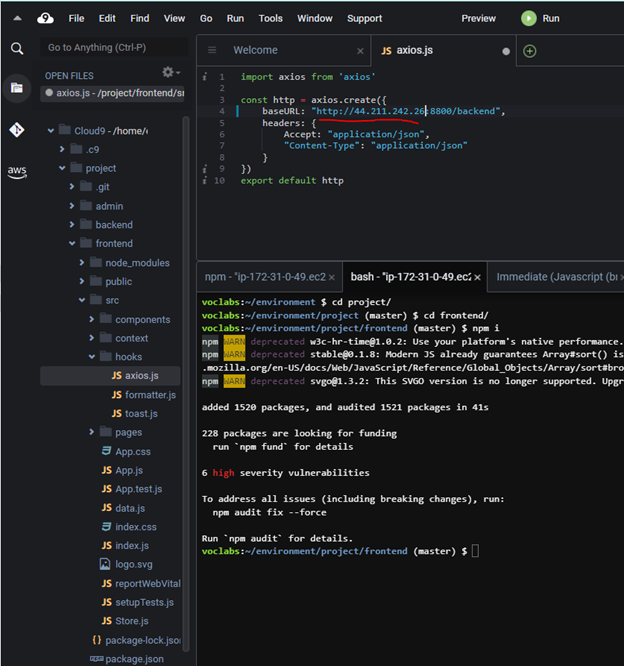 File Edit Find View Go Run Tools Window Support Preview Run
Go to Anything (Ctrl-P)
Welcome
JS axios.js
OPEN FILES
axios.js - /project/frontend/sr
Cloud9 - /home/e
.c9
project
.git
admin
backend
frontend
node_modules
public
src
components
context
hooks
JS axios.js
JS formatter.js
JS toast.js
pages
App.css
JS App.js
JS App.test.js
JS data.js
index.css
JS index.js
logo.svg
JS reportWebVital
JS setupTests.js
JS Store.js
{ } package-lock.json
package.json
aws
1 import axios from 'axios'
2
3 const http = axios.create({
4 baseURL: "http://44.211.242.26:8800/backend",
5 headers: {
6 Accept: "application/json",
7 "Content-Type": "application/json"
8 }
9 })
10 export default http
npm - "ip-172-31-0-49.ec2
bash - "ip-172-31-0-49.ec2
Immediate (Javascript (br
voclabs:~/environment $ cd project/
voclabs:~/environment/project (master) $ cd frontend/
voclabs:~/environment/project/frontend (master) $ npm i
npm WARN deprecated w3c-hr-time@1.0.2: Use your platform's native performance.
npm WARN deprecated stable@0.1.8: Modern JS already guarantees Array#sort() is
.mozilla.org/en-US/docs/Web/JavaScript/Reference/Global_Objects/Array/sort#bro
npm WARN deprecated svgo@1.3.2: This SVGO version is no longer supported. Upgr
added 1520 packages, and audited 1521 packages in 41s
228 packages are looking for funding
run `npm fund` for details
6 high severity vulnerabilities
To address all issues (including breaking changes), run:
npm audit fix --force
Run `npm audit` for details.
voclabs:~/environment/project/frontend (master) $